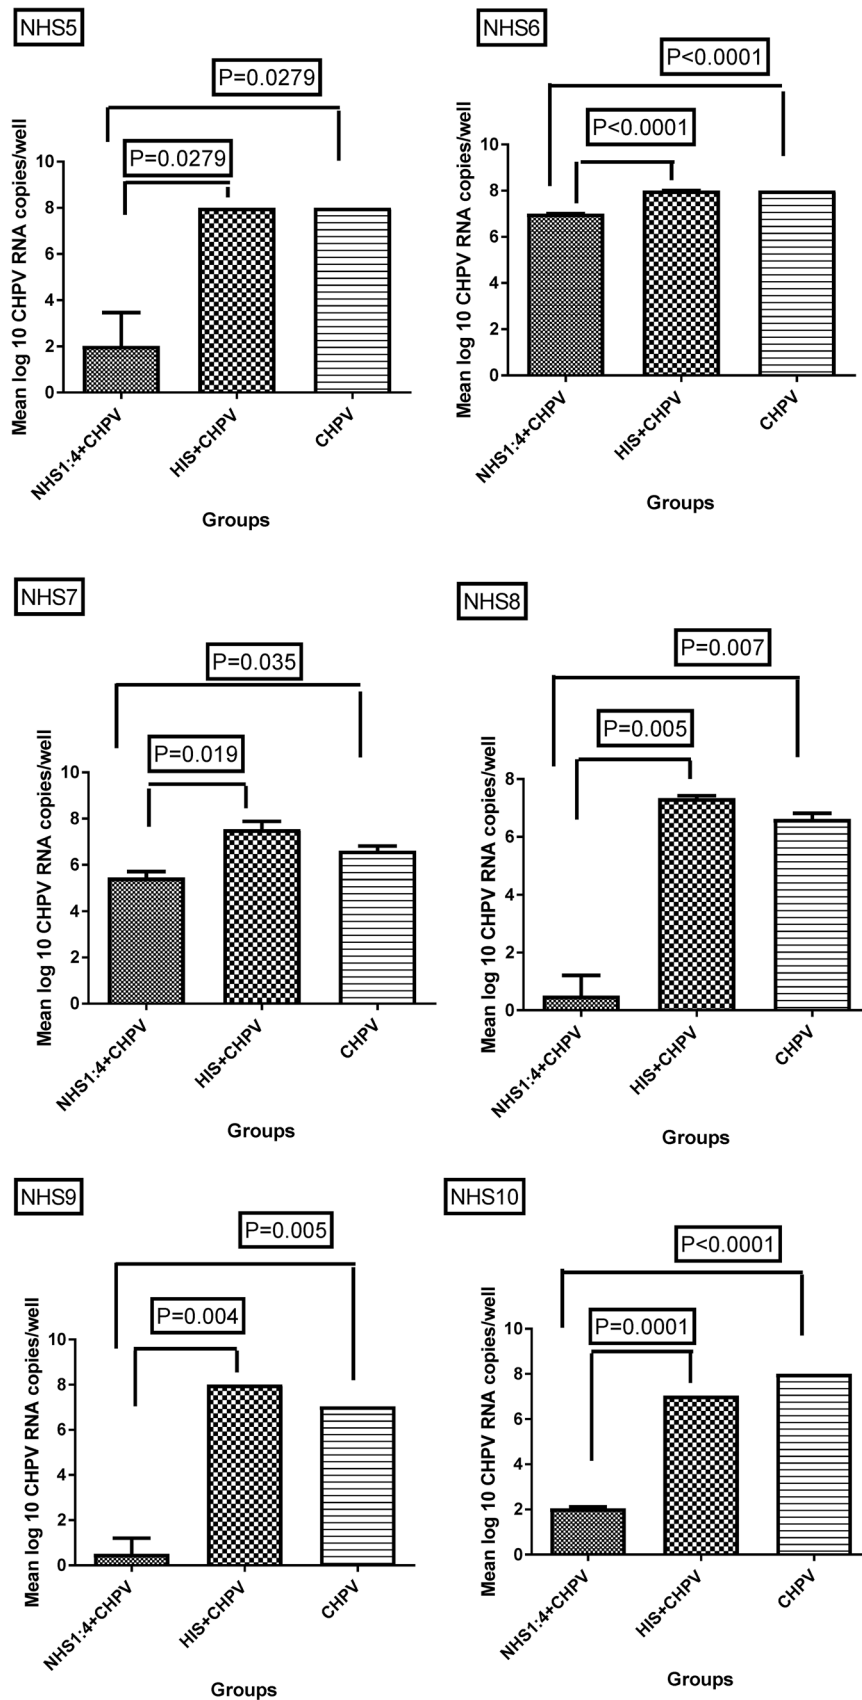 NHS5
P=0.0279
P=0.0279
Mean log 10 CHPV RNA copies/well
10
8
6
4
2
0
NHS1:4+CHPV
HIS+CHPV
CHPV
Groups
NHS6
P<0.0001
P<0.0001
Mean log 10 CHPV RNA copies/well
10
8
6
4
2
0
NHS1:4+CHPV
HIS+CHPV
CHPV
Groups
NHS7
P=0.035
P=0.019
Mean log 10 CHPV RNA copies/well
10
8
6
4
2
0
NHS1:4+CHPV
HIS+CHPV
CHPV
Groups
NHS8
P=0.007
P=0.005
Mean log 10 CHPV RNA copies/well
8
6
4
2
0
NHS1:4+CHPV
HIS+CHPV
CHPV
Groups
NHS9
P=0.005
P=0.004
Mean log 10 CHPV RNA copies/well
10
8
6
4
2
0
NHS1:4+CHPV
HIS+CHPV
CHPV
Groups
NHS10
P<0.0001
P=0.0001
Mean log 10 CHPV RNA copies/well
10
8
6
4
2
0
NHS1:4+CHPV
HIS+CHPV
CHPV
Groups